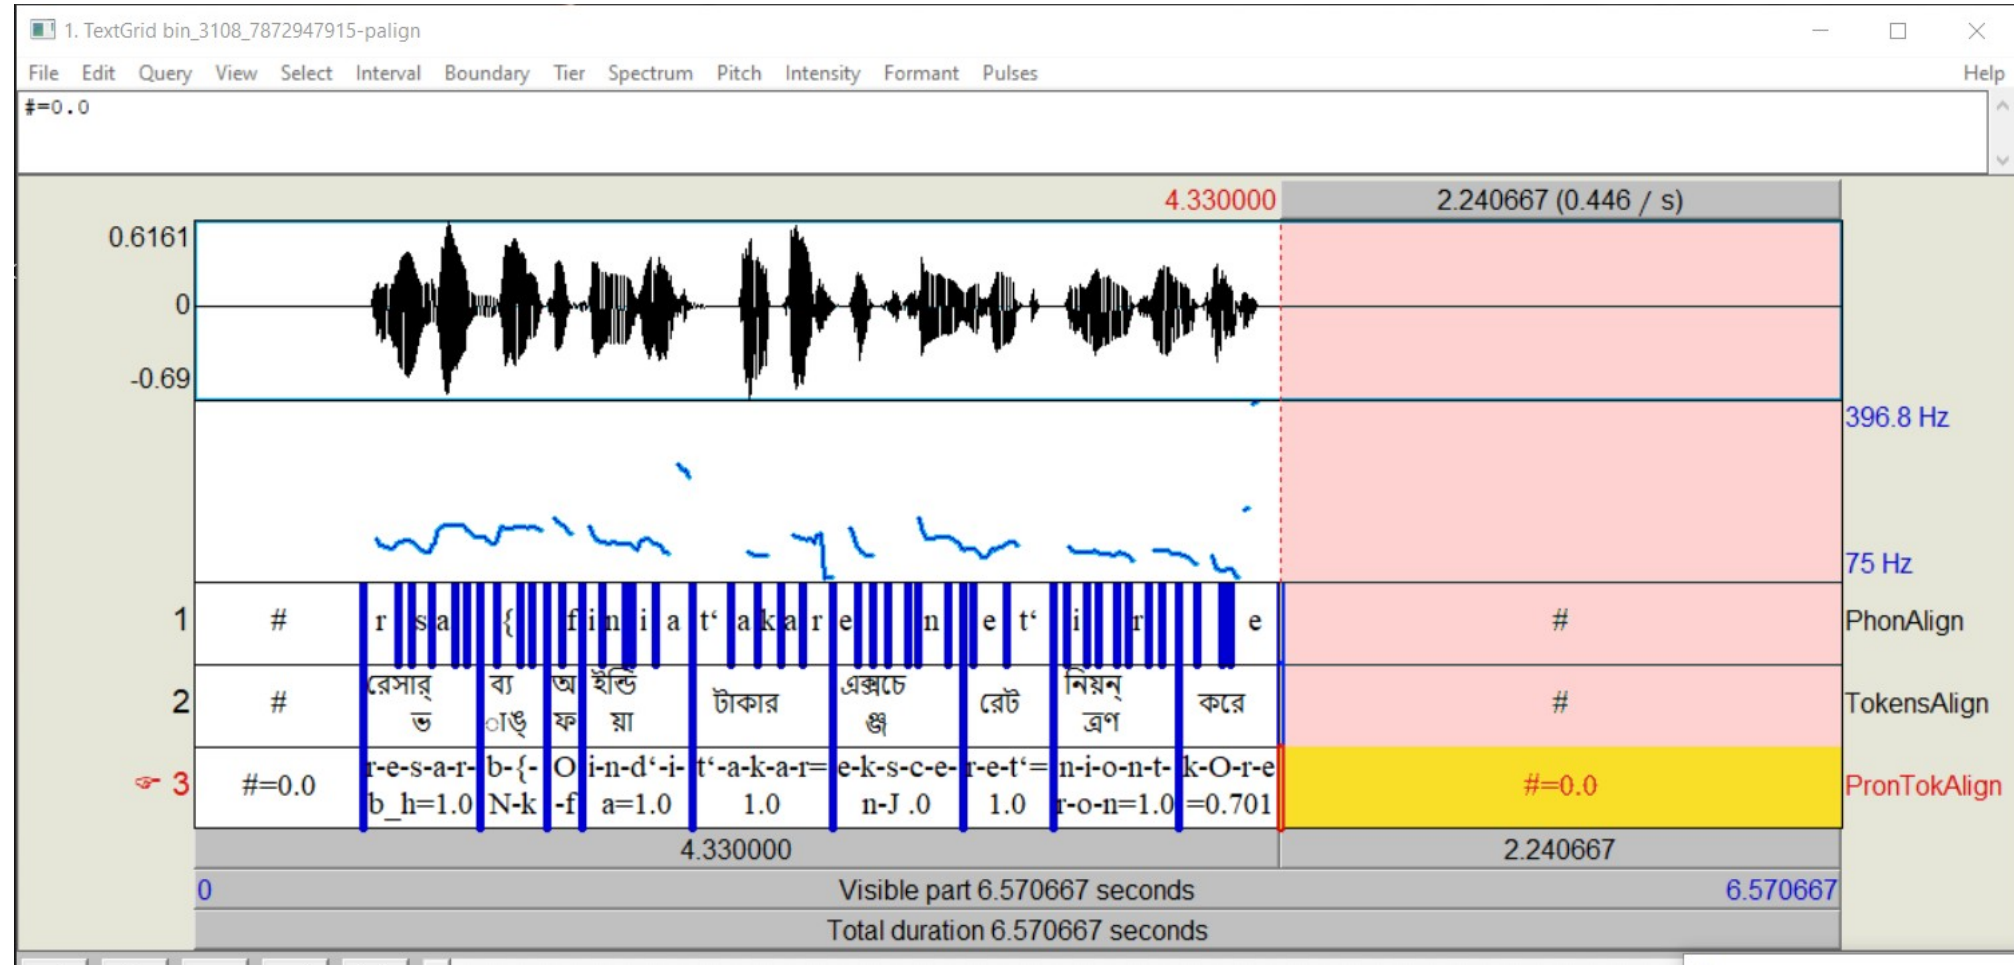 1. TextGrid bin_3108_7872947915-palign
File Edit Query View Select Interval Boundary Tier Spectrum Pitch Intensity Formant Pulses Help
#=0.0
4.330000 2.240667 (0.446 / s)
0.6161
0
-0.69
396.8 Hz
75 Hz
1 # r s a { f i n i a t‘ a k a r e n e t‘ i r e # PhonAlign
রেসার্ ব্য অ ইন্ডি এক্সচে নিয়ন্
2 # টাকার রেট করে # TokensAlign
ভ াঙ্ ফ য়া ঞ্জ ত্রণ
r-e-s-a-r- b-{- O i-n-d‘-i- t‘-a-k-a-r= e-k-s-c-e- r-e-t‘= n-i-o-n-t- k-O-r-e
3 #=0.0 #=0.0 PronTokAlign
b_h=1.0 N-k -f a=1.0 1.0 n-J .0 1.0 r-o-n=1.0 =0.701
4.330000 2.240667
0 Visible part 6.570667 seconds 6.570667
Total duration 6.570667 seconds